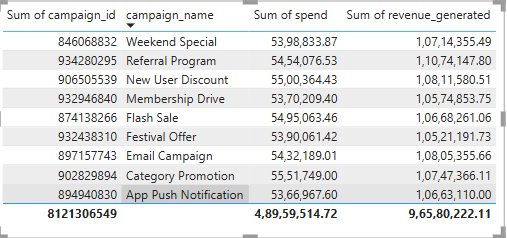 Sum of campaign_id campaign_name Sum of spend Sum of revenue_generated
846068832 Weekend Special 53,98,833.87 1,07,14,355.49
934280295 Referral Program 54,54,076.53 1,10,74,147.80
906505539 New User Discount 55,00,364.43 1,08,11,580.51
932946840 Membership Drive 53,70,209.40 1,05,74,853.75
874138266 Flash Sale 54,95,063.46 1,06,68,261.06
932438310 Festival Offer 53,90,061.42 1,05,21,191.73
897157743 Email Campaign 54,32,189.01 1,08,05,355.66
902829894 Category Promotion 55,51,749.00 1,07,47,366.11
894940830 App Push Notification 53,66,967.60 1,06,63,110.00
8121306549 4,89,59,514.72 9,65,80,222.11